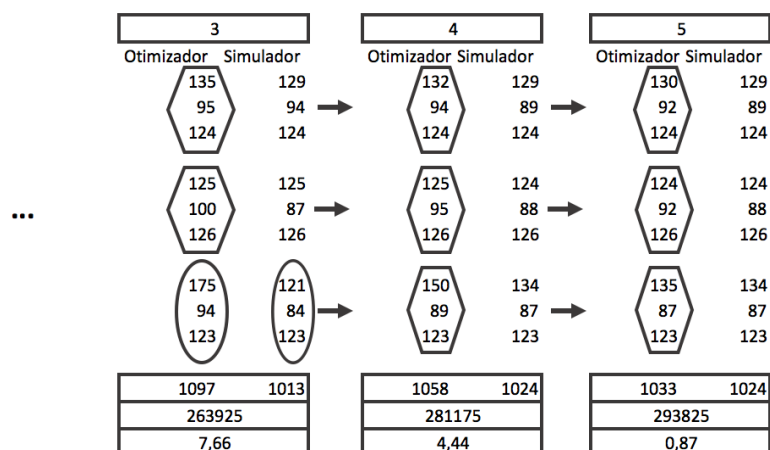 3 4 5
Otimizador Simulador Otimizador Simulador Otimizador Simulador
135 129 132 129 130 129
95 94 94 89 92 89
124 124 124 124 124 124
125 125 125 124 124 124
100 87 95 88 92 88
126 126 126 126 126 126
...
175 121 150 134 135 134
94 84 89 87 87 87
123 123 123 123 123 123
1097 1013 1058 1024 1033 1024
263925 281175 293825
7,66 4,44 0,87